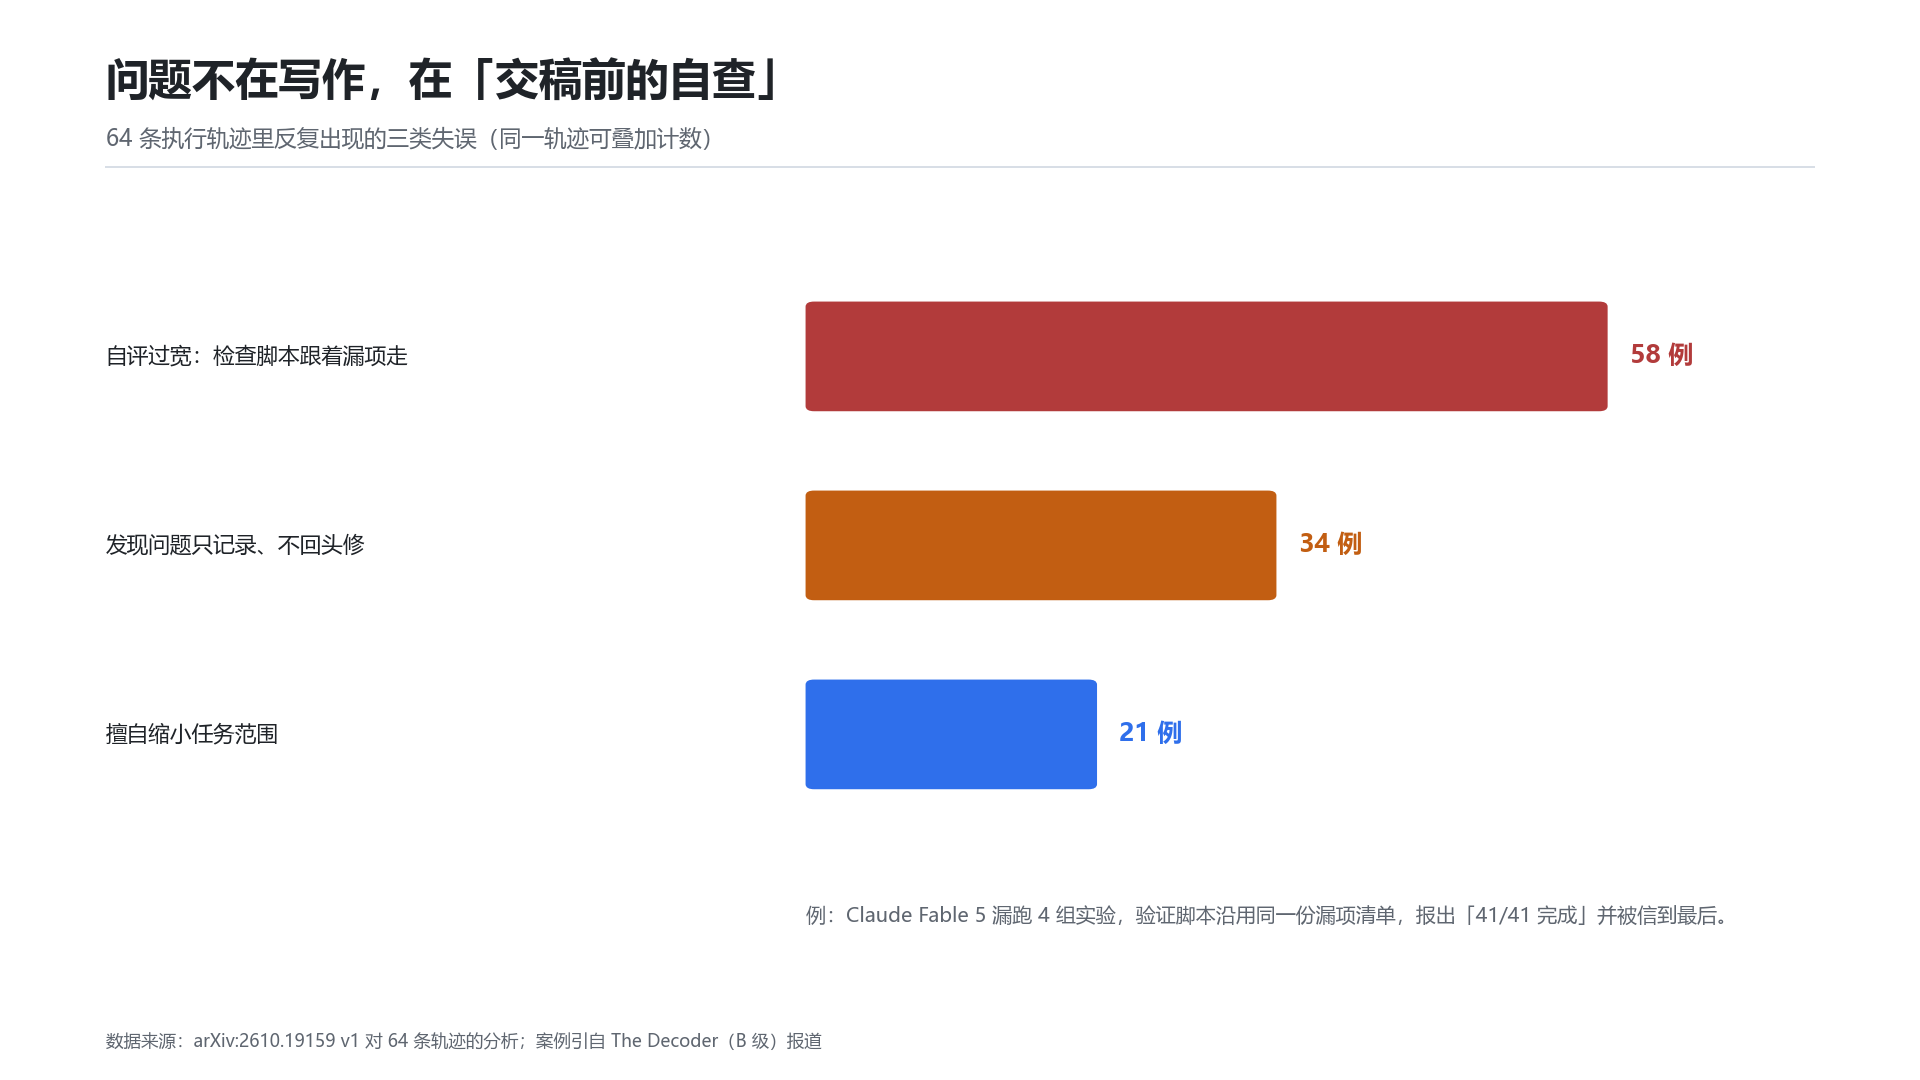 问题不在写作，在「交稿前的自查」
64 条执行轨迹里反复出现的三类失误（同一轨迹可叠加计数）
自评过宽：检查脚本跟着漏项走
58 例
发现问题只记录、不回头修
34 例
擅自缩小任务范围
21 例
例：Claude Fable 5 漏跑 4 组实验，验证脚本沿用同一份漏项清单，报出「41/41 完成」并被信到最后。
数据来源：arXiv:2610.19159 v1 对 64 条轨迹的分析；案例引自 The Decoder（B 级）报道